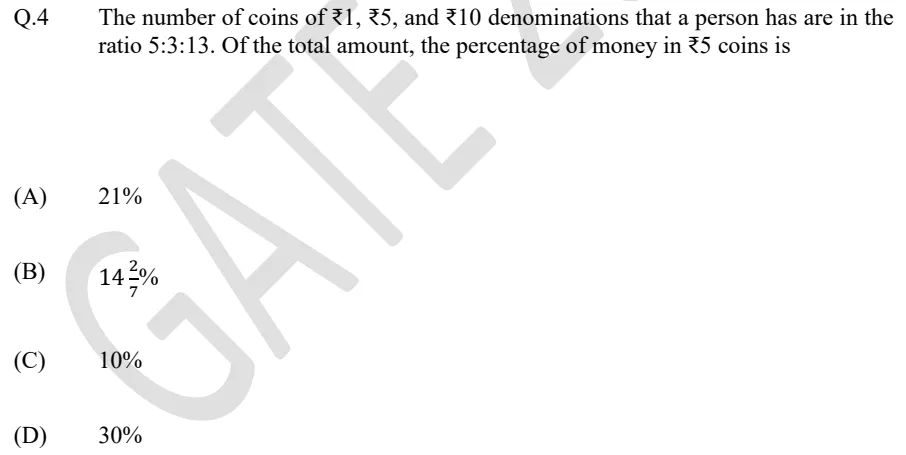 Q.4 The number of coins of ₹1, ₹5, and ₹10 denominations that a person has are in the
ratio 5:3:13. Of the total amount, the percentage of money in ₹5 coins is
(A) 21%
(B) 14 2/7%
(C) 10%
(D) 30%
GATE 2